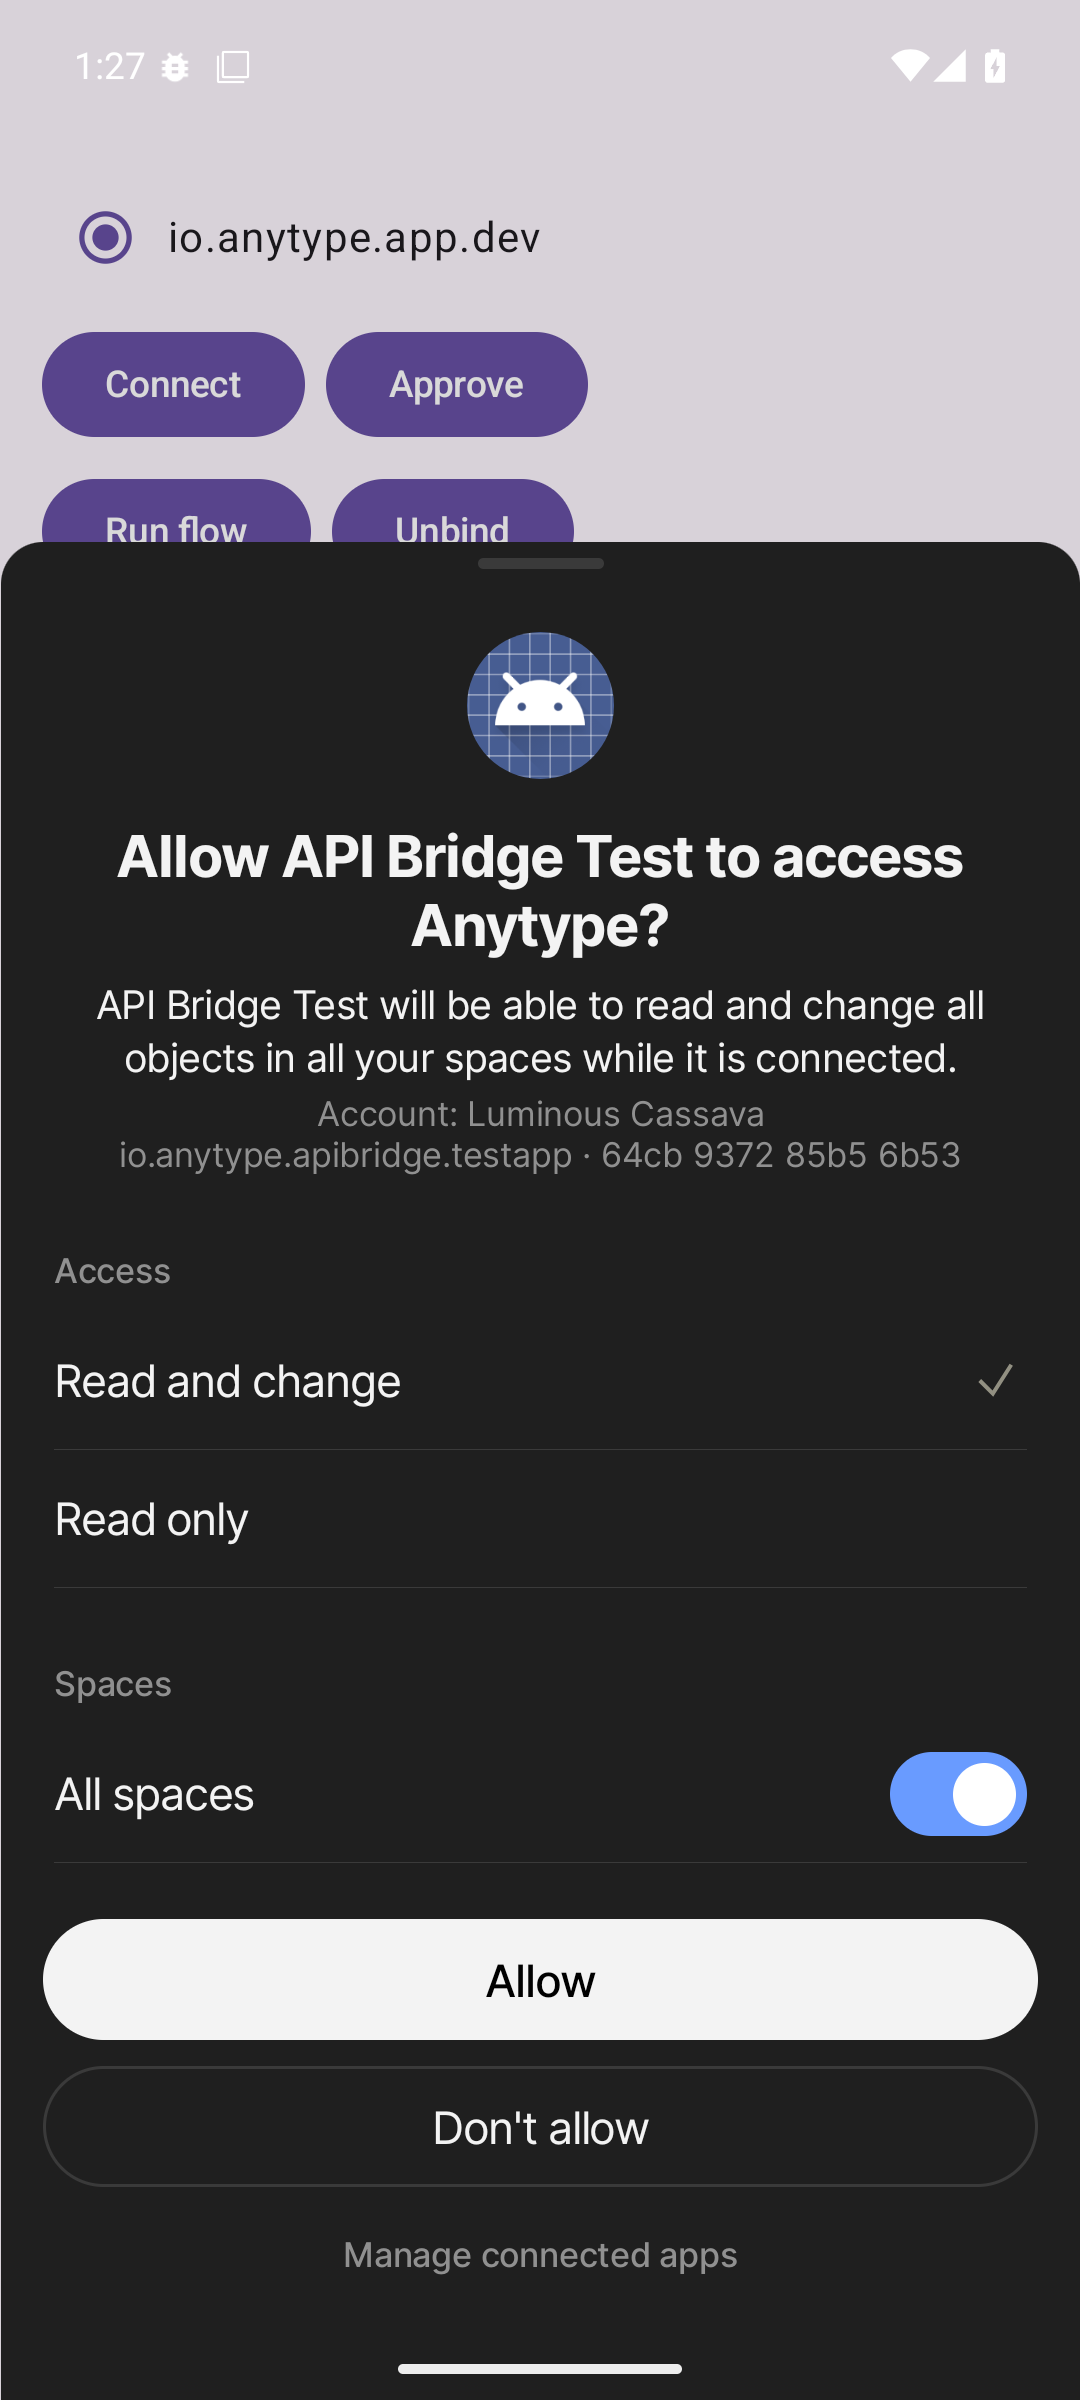 1:27
io.anytype.app.dev
Connect
Approve
Run flow
Unbind
Allow API Bridge Test to access
Anytype?
API Bridge Test will be able to read and change all
objects in all your spaces while it is connected.
Account: Luminous Cassava
io.anytype.apibridge.testapp · 64cb 9372 85b5 6b53
Access
Read and change
Read only
Spaces
All spaces
Allow
Don't allow
Manage connected apps